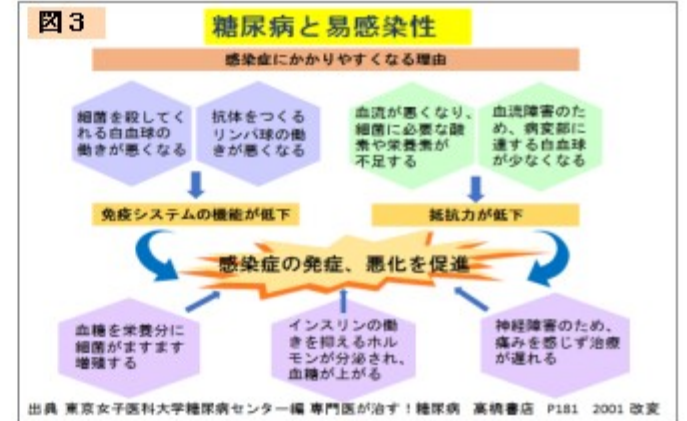 図３
糖尿病と易感染性
感染症にかかりやすくなる理由
細菌を殺してく
れる白血球の
働きが悪くなる
抗体をつくる
リンパ球の働
きが悪くなる
血流が悪くなり、
細菌に必要な酸
素や栄養素が
不足する
血流障害のた
め、病変部に
達する白血球
が少なくなる
免疫システムの機能が低下
抵抗力が低下
感染症の発症、悪化を促進
血糖を栄養分に
細菌がますます
増殖する
インスリンの働
きを抑えるホル
モンが分泌され、
血糖が上がる
神経障害のため、
痛みを感じず治療
が遅れる
出典 東京女子医科大学糖尿病センター編 専門医が治す！糖尿病 高橋書店 P181 2001 改変